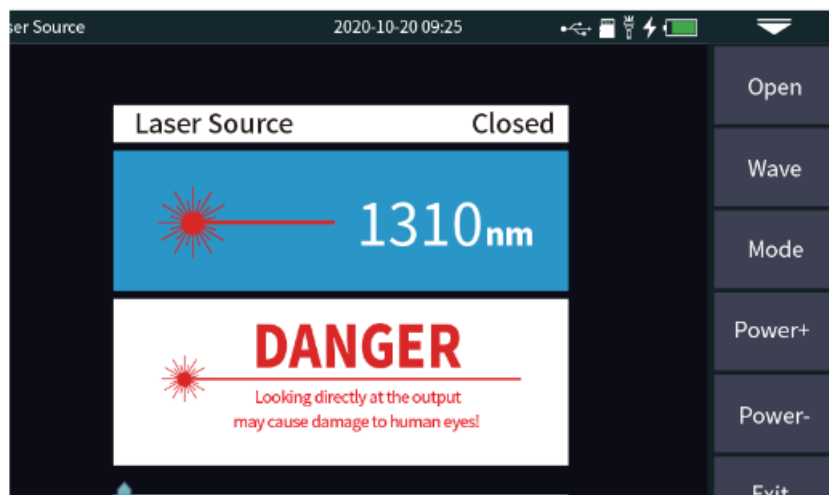 ser Source 2020-10-20 09:25
Open
Laser Source Closed
Wave
1310nm
Mode
DANGER
Power+
Looking directly at the output
may cause damage to human eyes!
Power-
Exit